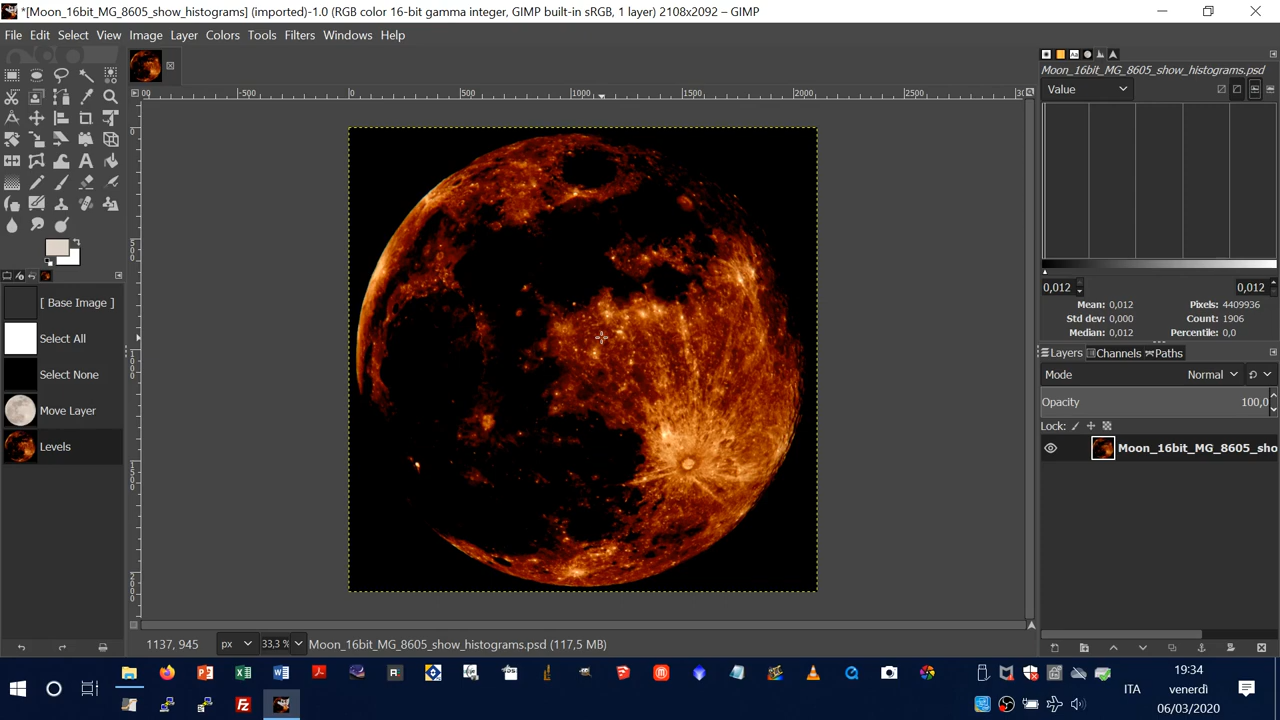 *[Moon_16bit_MG_8605_show_histograms] (imported)-1.0 (RGB color 16-bit gamma integer, GIMP built-in sRGB, 1 layer) 2108x2092 – GIMP
File Edit Select View Image Layer Colors Tools Filters Windows Help
Moon_16bit_MG_8605_show_histograms.psd
Value
-500 0 500 1000 1500 2000 2500
0
500
1000
1500
2000
[ Base Image ]
Select All
Select None
Move Layer
Levels
0,012 0,012
Mean: 0,012 Pixels: 4409936
Std dev: 0,000 Count: 1906
Median: 0,012 Percentile: 0,0
Layers Channels Paths
Mode Normal
Opacity 100,0
Lock:
Moon_16bit_MG_8605_sho
1137, 945 px 33,3 % Moon_16bit_MG_8605_show_histograms.psd (117,5 MB)
19:34
ITA venerdì
06/03/2020